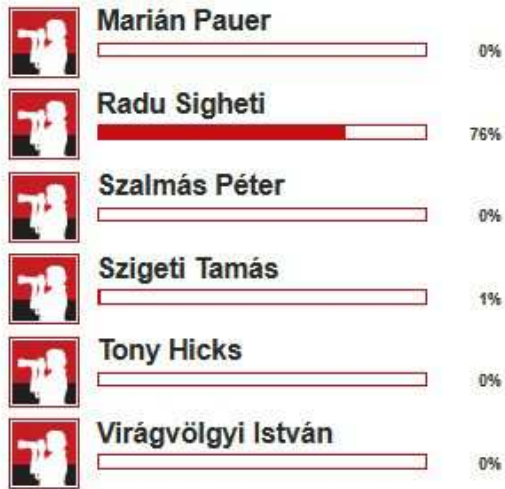 Marián Pauer
0%
Radu Sigheti
76%
Szalmás Péter
0%
Szigeti Tamás
1%
Tony Hicks
0%
Virágvölgyi István
0%